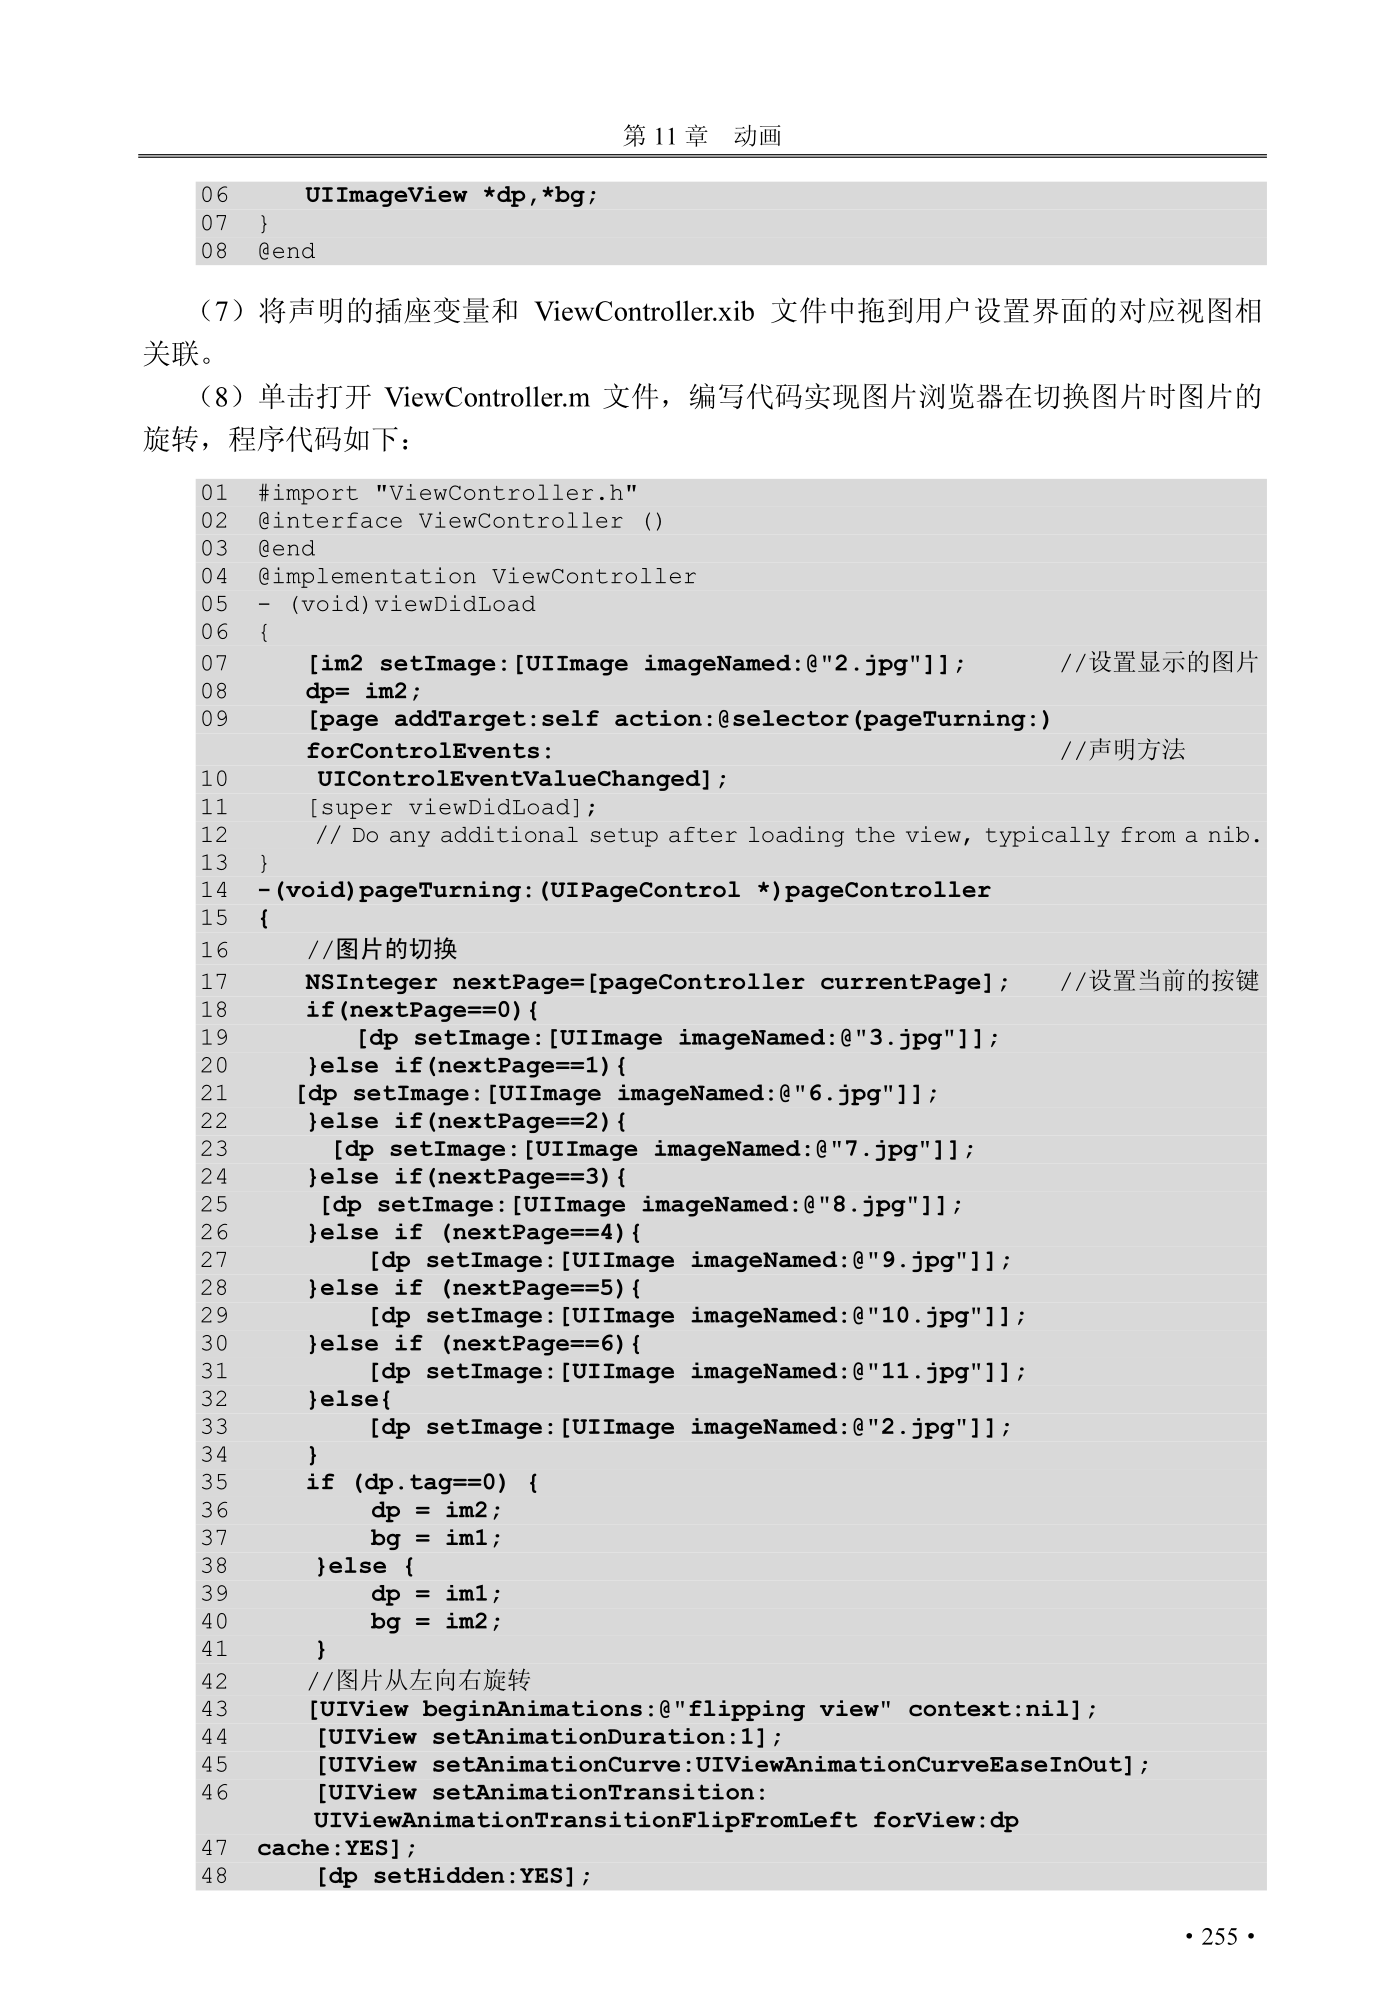 第 11 章　动画
06 UIImageView *dp,*bg;
07 }
08 @end
（7）将声明的插座变量和 ViewController.xib 文件中拖到用户设置界面的对应视图相
关联。
（8）单击打开 ViewController.m 文件，编写代码实现图片浏览器在切换图片时图片的
旋转，程序代码如下：
01 #import "ViewController.h"
02 @interface ViewController ()
03 @end
04 @implementation ViewController
05 - (void)viewDidLoad
06 {
07 [im2 setImage:[UIImage imageNamed:@"2.jpg"]]; //设置显示的图片
08 dp= im2;
09 [page addTarget:self action:@selector(pageTurning:)
forControlEvents: //声明方法
10 UIControlEventValueChanged];
11 [super viewDidLoad];
12 // Do any additional setup after loading the view, typically from a nib.
13 }
14 -(void)pageTurning:(UIPageControl *)pageController
15 {
16 //图片的切换
17 NSInteger nextPage=[pageController currentPage]; //设置当前的按键
18 if(nextPage==0){
19 [dp setImage:[UIImage imageNamed:@"3.jpg"]];
20 }else if(nextPage==1){
21 [dp setImage:[UIImage imageNamed:@"6.jpg"]];
22 }else if(nextPage==2){
23 [dp setImage:[UIImage imageNamed:@"7.jpg"]];
24 }else if(nextPage==3){
25 [dp setImage:[UIImage imageNamed:@"8.jpg"]];
26 }else if (nextPage==4){
27 [dp setImage:[UIImage imageNamed:@"9.jpg"]];
28 }else if (nextPage==5){
29 [dp setImage:[UIImage imageNamed:@"10.jpg"]];
30 }else if (nextPage==6){
31 [dp setImage:[UIImage imageNamed:@"11.jpg"]];
32 }else{
33 [dp setImage:[UIImage imageNamed:@"2.jpg"]];
34 }
35 if (dp.tag==0) {
36 dp = im2;
37 bg = im1;
38 }else {
39 dp = im1;
40 bg = im2;
41 }
42 //图片从左向右旋转
43 [UIView beginAnimations:@"flipping view" context:nil];
44 [UIView setAnimationDuration:1];
45 [UIView setAnimationCurve:UIViewAnimationCurveEaseInOut];
46 [UIView setAnimationTransition:
UIViewAnimationTransitionFlipFromLeft forView:dp
47 cache:YES];
48 [dp setHidden:YES];
• 255 •